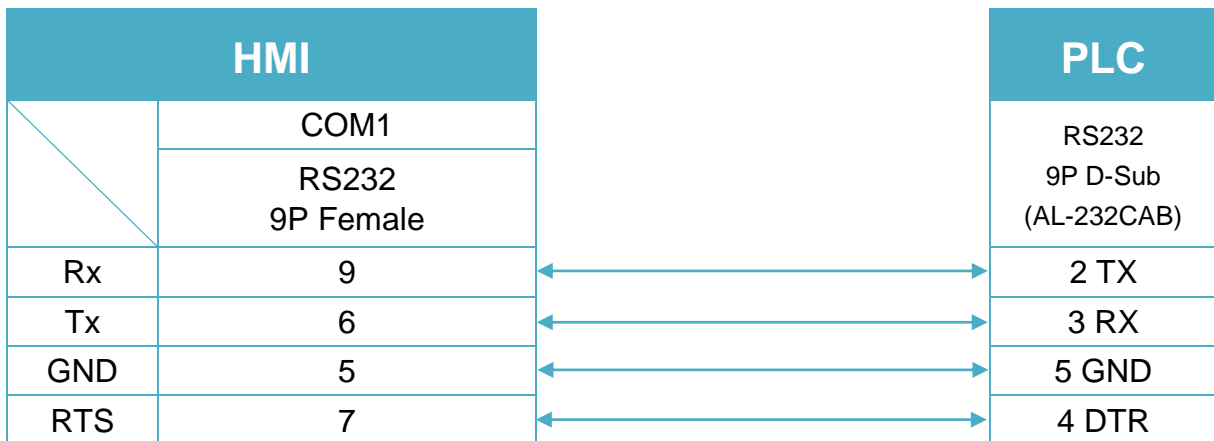 HMI
PLC
COM1
RS232
9P Female
RS232
9P D-Sub
(AL-232CAB)
Rx 9 2 TX
Tx 6 3 RX
GND 5 5 GND
RTS 7 4 DTR